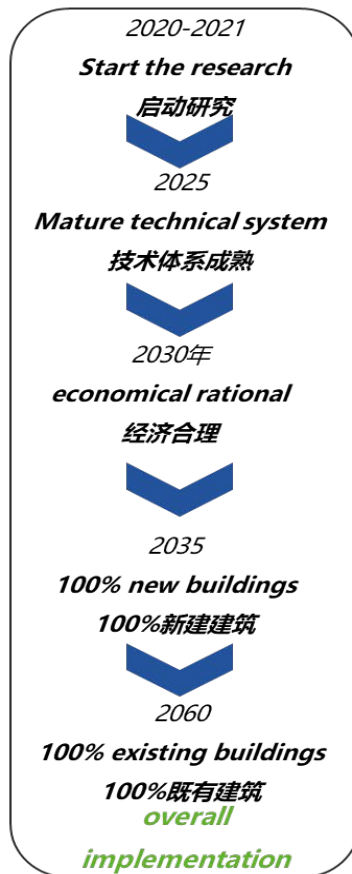 2020-2021
Start the research
启动研究
2025
Mature technical system
技术体系成熟
2030年
economical rational
经济合理
2035
100% new buildings
100%新建建筑
2060
100% existing buildings
100%既有建筑
overall
implementation